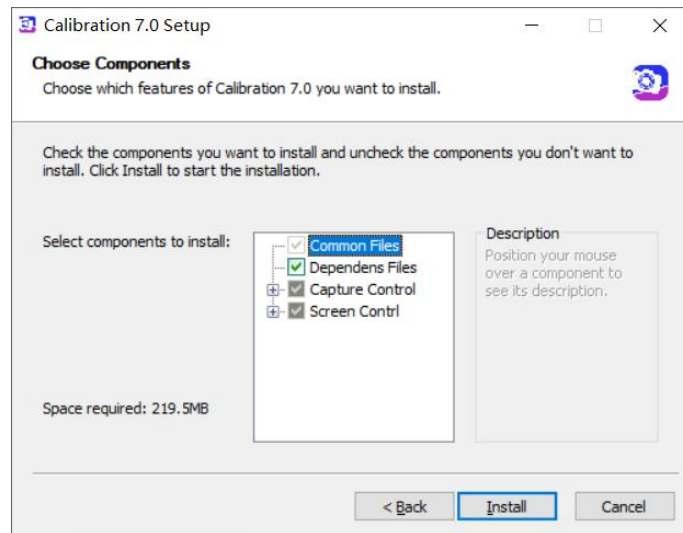 Calibration 7.0 Setup
Choose Components
Choose which features of Calibration 7.0 you want to install.
Check the components you want to install and uncheck the components you don't want to
install. Click Install to start the installation.
Select components to install:
Common Files
Dependens Files
Capture Control
Screen Contrl
Description
Position your mouse
over a component to
see its description.
Space required: 219.5MB
< Back
Install
Cancel